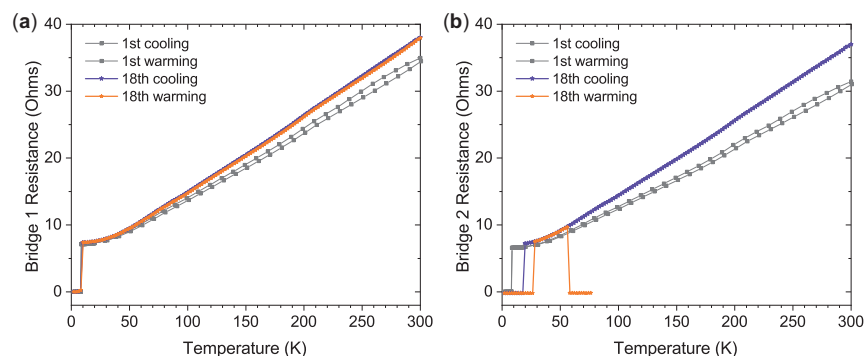 (a)
40
30
20
10
0
Bridge 1 Resistance (Ohms)
1st cooling
1st warming
18th cooling
18th warming
0 50 100 150 200 250 300
Temperature (K)
(b)
40
30
20
10
0
Bridge 2 Resistance (Ohms)
1st cooling
1st warming
18th cooling
18th warming
0 50 100 150 200 250 300
Temperature (K)